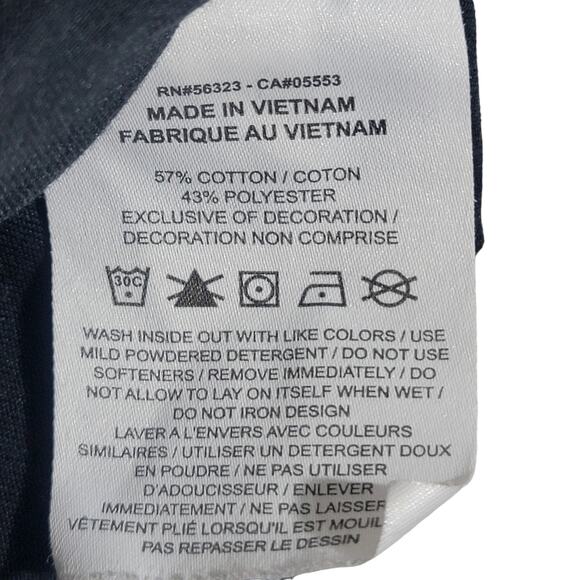 RN#56323 - CA#05553
MADE IN VIETNAM
FABRIQUE AU VIETNAM
57% COTTON / COTON
43% POLYESTER
EXCLUSIVE OF DECORATION /
DECORATION NON COMPRISE
30C
WASH INSIDE OUT WITH LIKE COLORS / USE
MILD POWDERED DETERGENT / DO NOT USE
SOFTENERS / REMOVE IMMEDIATELY / DO
NOT ALLOW TO LAY ON ITSELF WHEN WET /
DO NOT IRON DESIGN
LAVER A L'ENVERS AVEC COULEURS
SIMILAIRES / UTILISER UN DETERGENT DOUX
EN POUDRE / NE PAS UTILISER
D'ADOUCISSEUR / ENLEVER
IMMEDIATEMENT / NE PAS LAISSER
VÊTEMENT PLIÉ LORSQU'IL EST
PAS REPASSER LE DESSIN